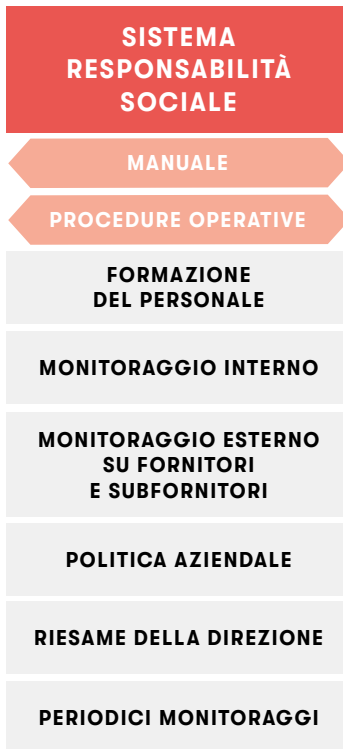 SISTEMA
RESPONSABILITÀ
SOCIALE
MANUALE
PROCEDURE OPERATIVE
FORMAZIONE
DEL PERSONALE
MONITORAGGIO INTERNO
MONITORAGGIO ESTERNO
SU FORNITORI
E SUBFORNITORI
POLITICA AZIENDALE
RIESAME DELLA DIREZIONE
PERIODICI MONITORAGGI